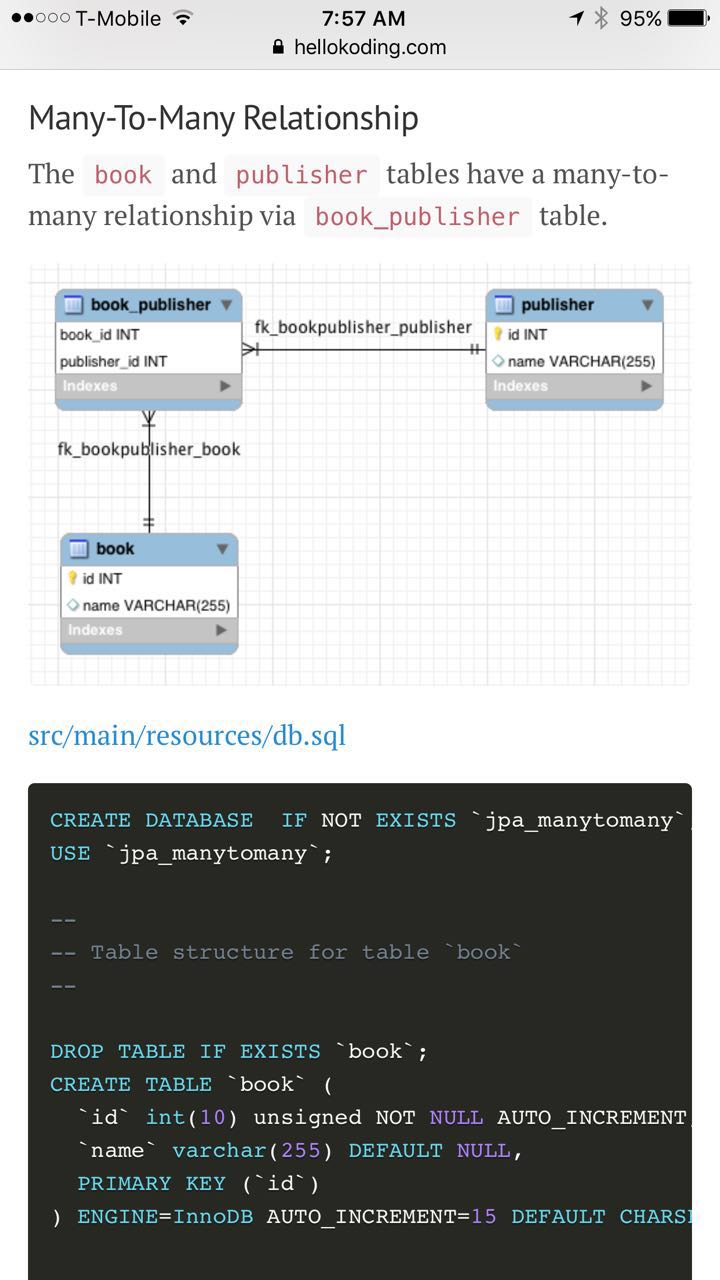 T-Mobile 7:57 AM 95%
hellokoding.com
Many-To-Many Relationship
The book and publisher tables have a many-to-
many relationship via book_publisher table.
book_publisher
book_id INT
publisher_id INT
Indexes
fk_bookpublisher_publisher
publisher
id INT
name VARCHAR(255)
Indexes
fk_bookpublisher_book
book
id INT
name VARCHAR(255)
Indexes
src/main/resources/db.sql
CREATE DATABASE  IF NOT EXISTS `jpa_manytomany`
USE `jpa_manytomany`;
--
-- Table structure for table `book`
--
DROP TABLE IF EXISTS `book`;
CREATE TABLE `book` (
`id` int(10) unsigned NOT NULL AUTO_INCREMENT,
`name` varchar(255) DEFAULT NULL,
PRIMARY KEY (`id`)
) ENGINE=InnoDB AUTO_INCREMENT=15 DEFAULT CHARS